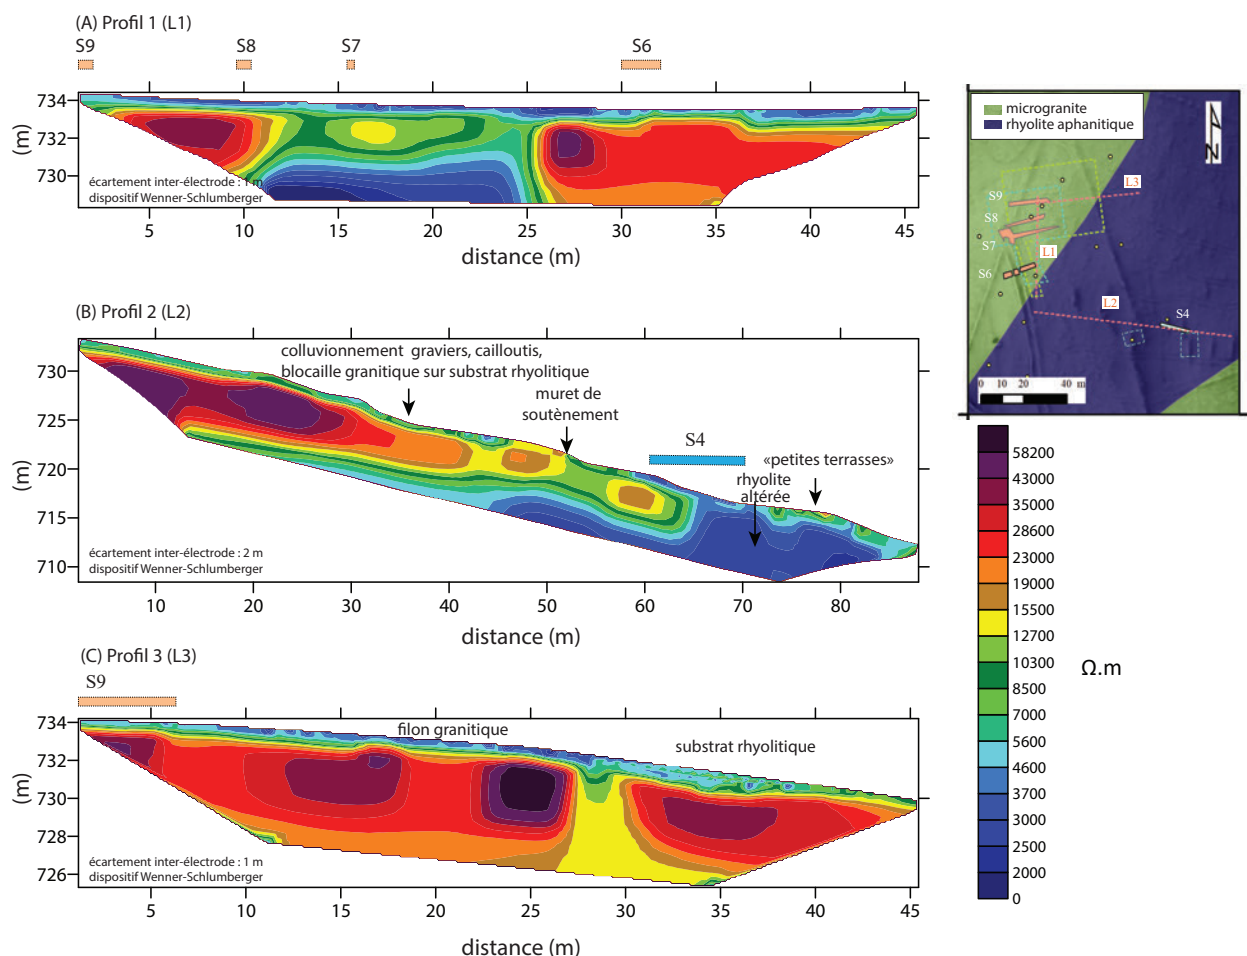 (A) Profil 1 (L1)
S9
S8
S7
S6
734
732
730
(m)
écartement inter-électrode : 1 m
dispositif Wenner-Schlumberger
5
10
15
20
25
30
35
40
45
distance (m)
microgranite
rhyolite aphanitique
N
L3
S9
S8
S7
L1
S6
L2
S4
0 10 20 40 m
(B) Profil 2 (L2)
colluvionnement graviers, cailloutis,
blocaille granitique sur substrat rhyolitique
muret de
soutènement
S4
«petites terrasses»
rhyolite
altérée
730
725
720
715
710
(m)
écartement inter-électrode : 2 m
dispositif Wenner-Schlumberger
10
20
30
40
50
60
70
80
distance (m)
58200
43000
35000
28600
23000
19000
15500
12700
10300
8500
7000
5600
4600
3700
3000
2500
2000
0
Ω.m
(C) Profil 3 (L3)
S9
filon granitique
substrat rhyolitique
734
732
730
728
726
(m)
écartement inter-électrode : 1 m
dispositif Wenner-Schlumberger
5
10
15
20
25
30
35
40
45
distance (m)